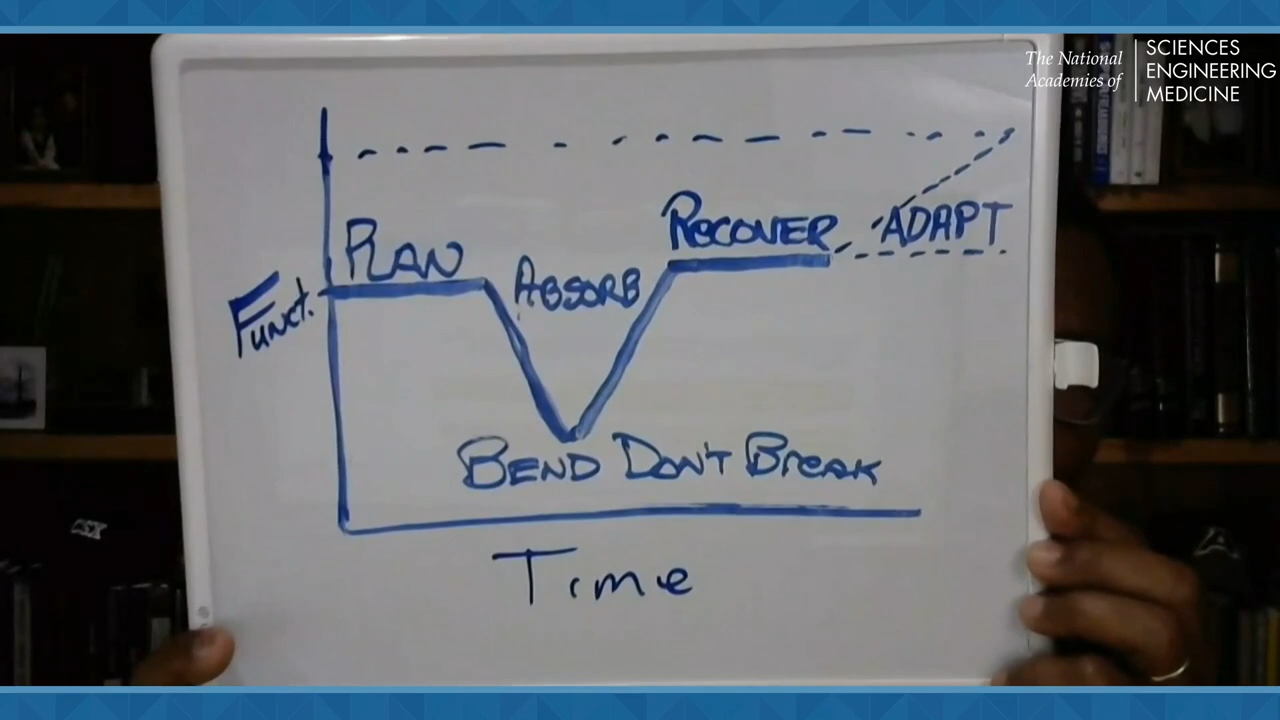 The National
Academies of
SCIENCES
ENGINEERING
MEDICINE
PLAN
ABSORB
RECOVER
ADAPT
Funct.
BEND DON'T BREAK
Time